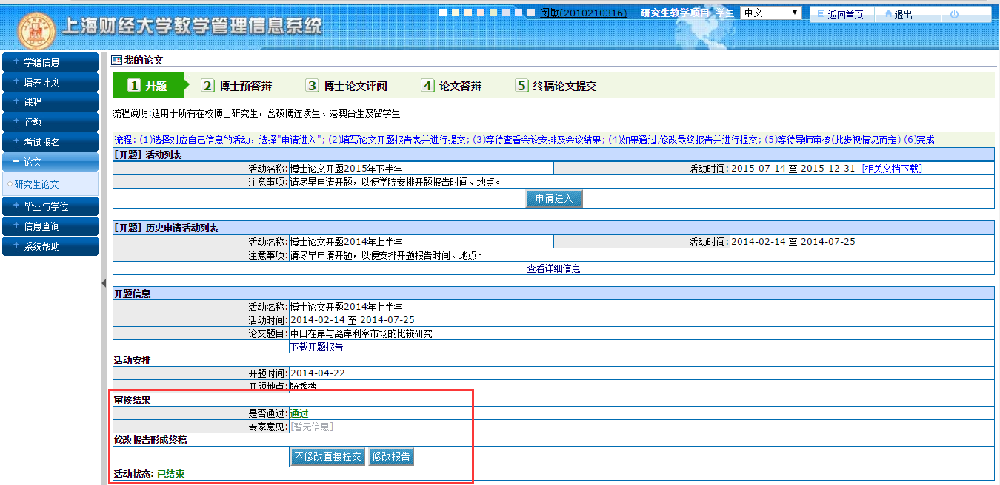 闵敏(2010210316) 研究生教学项目 学生 中文 返回首页 退出
上海财经大学教学管理信息系统
学籍信息
培养计划
课程
评教
考试报名
论文
研究生论文
毕业与学位
信息查询
系统帮助
我的论文
1 开题 2 博士预答辩 3 博士论文评阅 4 论文答辩 5 终稿论文提交
流程说明:适用于所有在校博士研究生，含硕博连读生、港澳台生及留学生
流程: (1)选择对应自己信息的活动，选择"申请进入"; (2)填写论文开题报告表并进行提交; (3)等待查看会议安排及会议结果; (4)如果通过,修改最终报告并进行提交; (5)等待导师审核(此步视情况而定) (6)完成
[开题] 活动列表
活动名称: 博士论文开题2015年下半年 活动时间: 2015-07-14 至 2015-12-31 [相关文档下载]
注意事项: 请尽早申请开题，以便学院安排开题报告时间、地点。
申请进入
[开题] 历史申请活动列表
活动名称: 博士论文开题2014年上半年 活动时间: 2014-02-14 至 2014-07-25
注意事项: 请尽早申请开题，以便安排开题报告时间、地点。
查看详细信息
开题信息
活动名称: 博士论文开题2014年上半年
活动时间: 2014-02-14 至 2014-07-25
论文题目: 中日在岸与离岸利率市场的比较研究
下载开题报告
活动安排
开题时间: 2014-04-22
开题地点: 毓秀楼
审核结果
是否通过: 通过
专家意见: [暂无信息]
修改报告形成终稿
不修改直接提交 修改报告
活动状态: 已结束